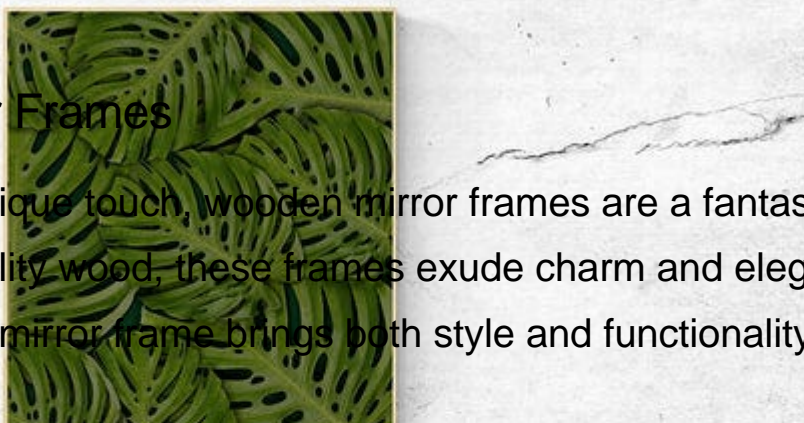 Frames
ique touch, wooden mirror frames are a fantas
lity wood, these frames exude charm and eleg
mirror frame brings both style and functionality